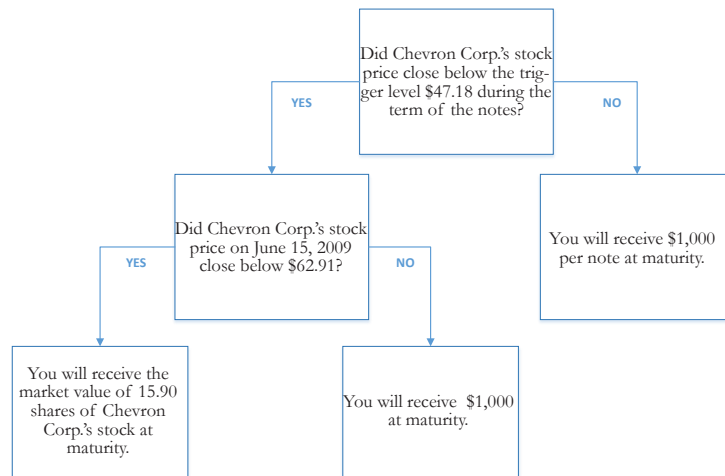 Did Chevron Corp.'s stock
price close below the trig-
ger level $47.18 during the
term of the notes?
YES
NO
Did Chevron Corp.'s stock
price on June 15, 2009
close below $62.91?
You will receive $1,000
per note at maturity.
YES
NO
You will receive the
market value of 15.90
shares of Chevron
Corp.'s stock at
maturity.
You will receive $1,000
at maturity.